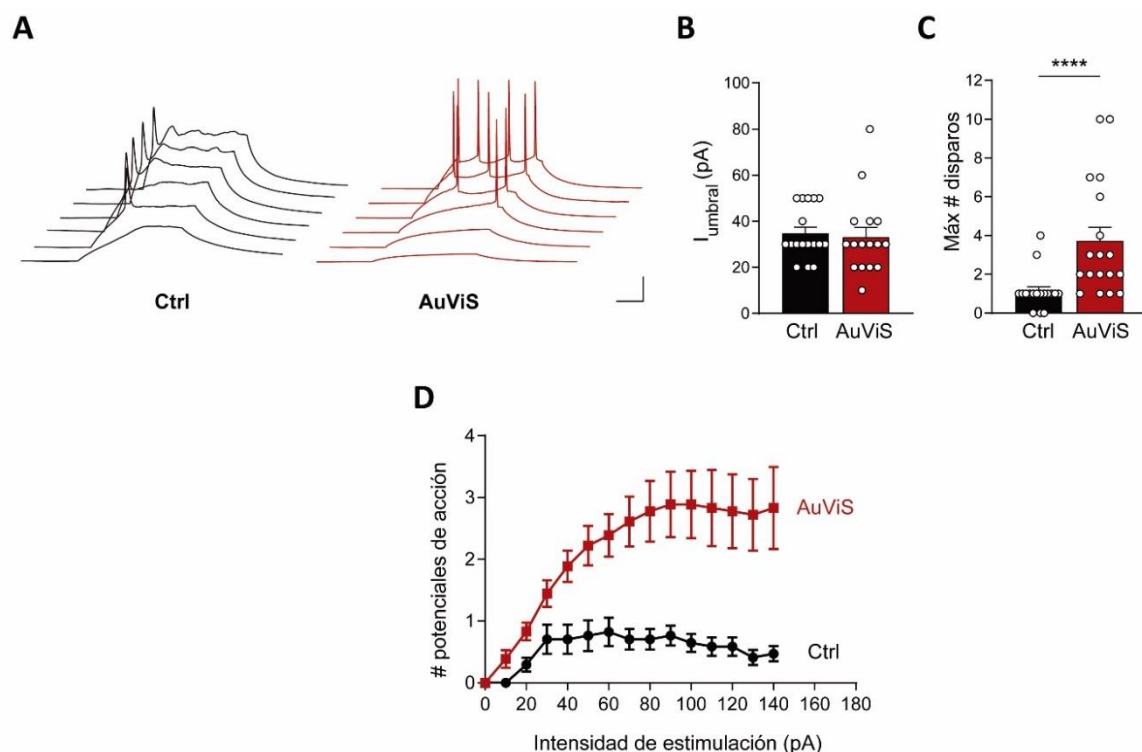 A
Ctrl
AuViS
B
I umbral (pA)
100
80
60
40
20
0
Ctrl
AuViS
C
****
Máx # disparos
12
10
8
6
4
2
0
Ctrl
AuViS
D
# potenciales de acción
4
3
2
1
0
AuViS
Ctrl
0 20 40 60 80 100 120 140 160 180
Intensidad de estimulación (pA)